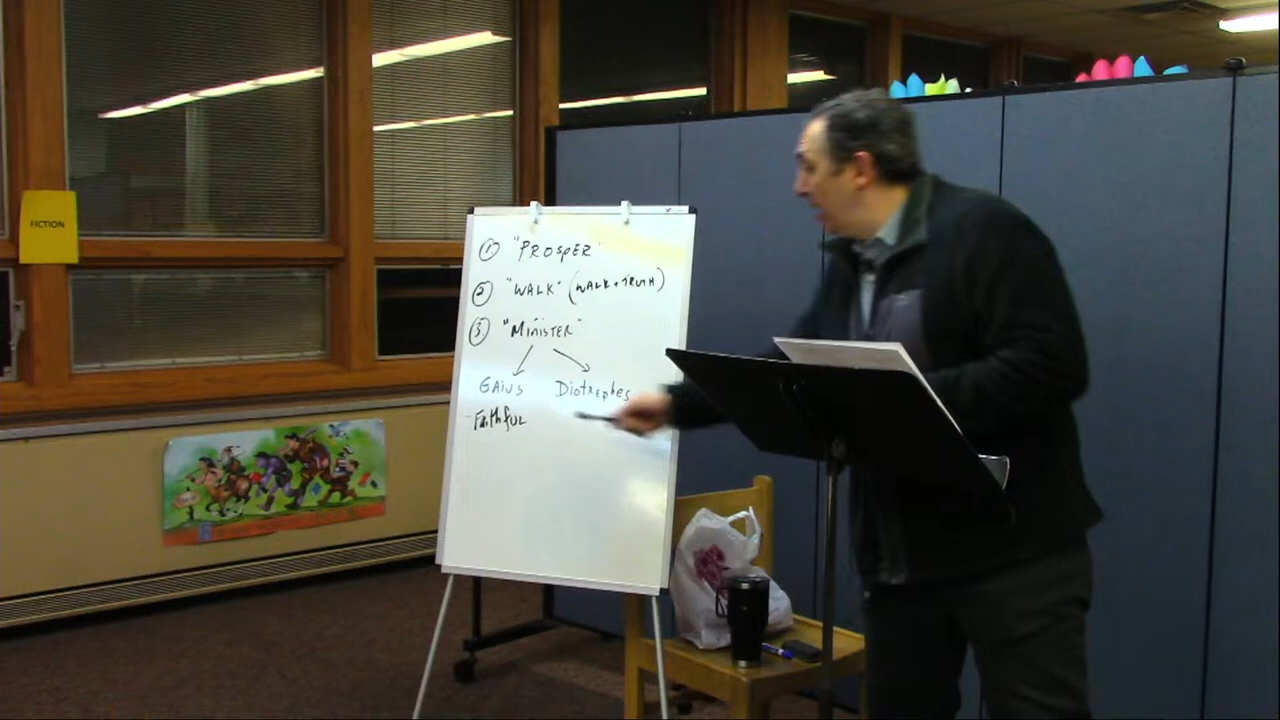 FICTION
① "PROSPER"
② "WALK" (WALK + TRUTH)
③ "MINISTER"
GAIUS Diotrephes
- Faithful